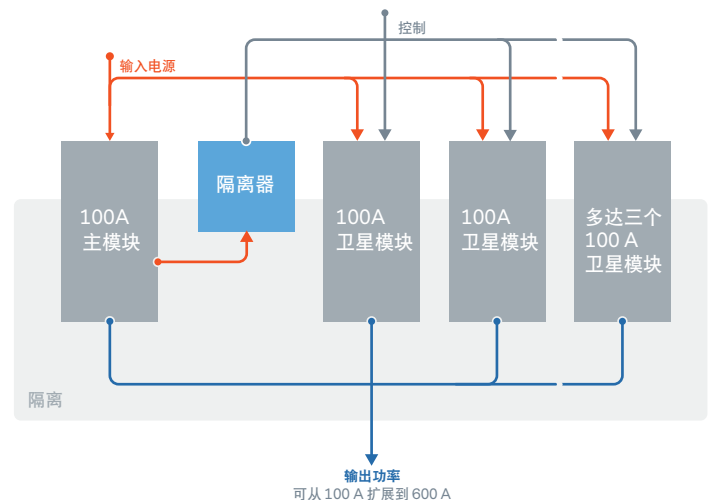 控制
输入电源
隔离器
100A
主模块
100A
卫星模块
100A
卫星模块
多达三个
100 A
卫星模块
隔离
输出功率
可从 100 A 扩展到 600 A